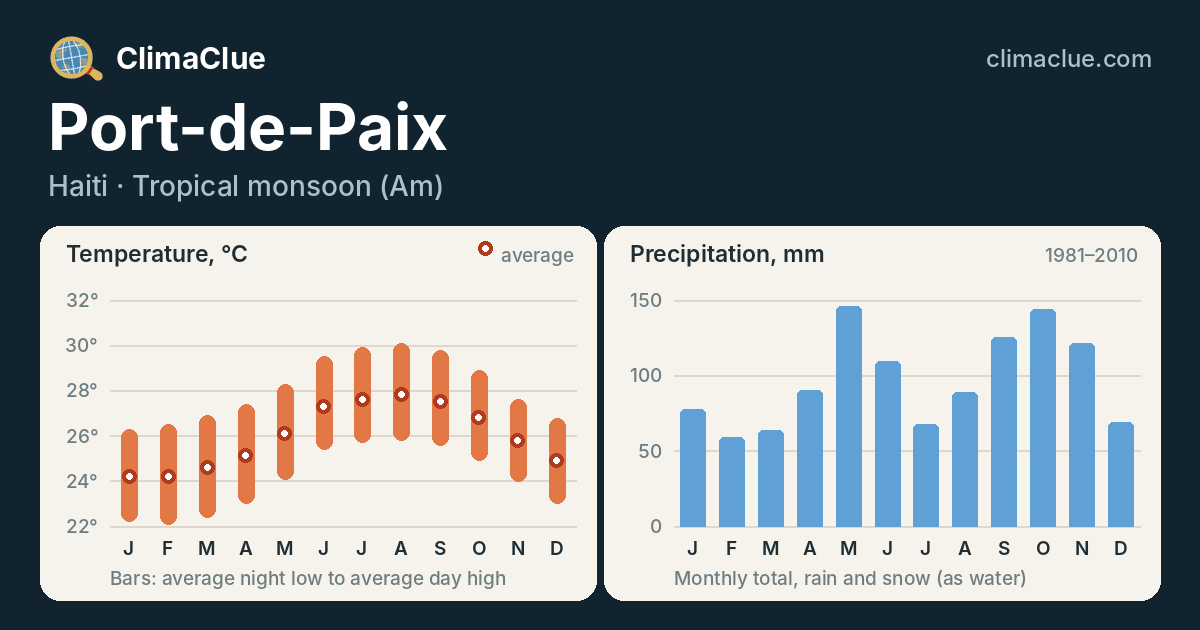 ClimaClue
climaclue.com
Port-de-Paix
Haiti · Tropical monsoon (Am)
Temperature, °C
average
32°
30°
28°
26°
24°
22°
J F M A M J J A S O N D
Bars: average night low to average day high
Precipitation, mm
1981–2010
150
100
50
0
J F M A M J J A S O N D
Monthly total, rain and snow (as water)